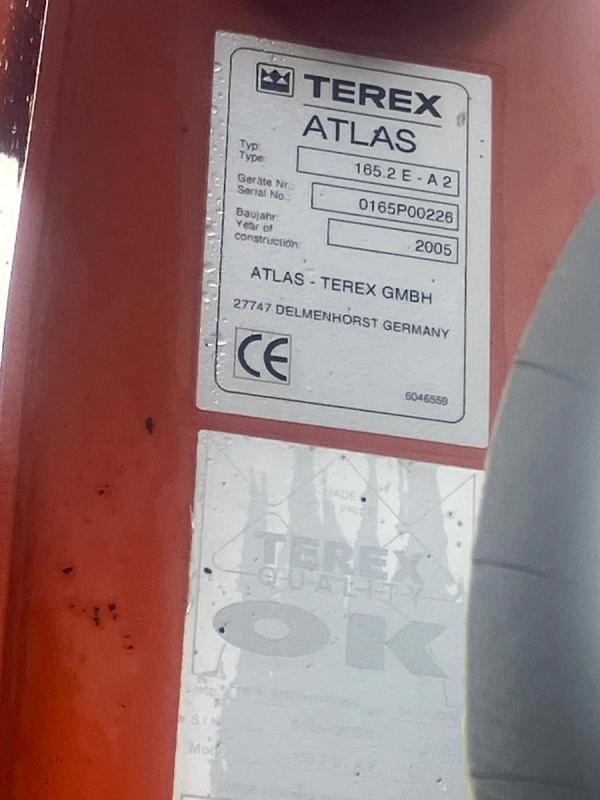 TEREX
ATLAS
Typ:
Type:
165.2 E - A 2
Geräte Nr.:
Serial No.:
0165P00226
Baujahr:
Year of
construction:
2005
ATLAS - TEREX GMBH
27747 DELMENHORST GERMANY
CE
6046559
MADE
PRIDE
TEREX
QUALITY
OK
S / N
Model